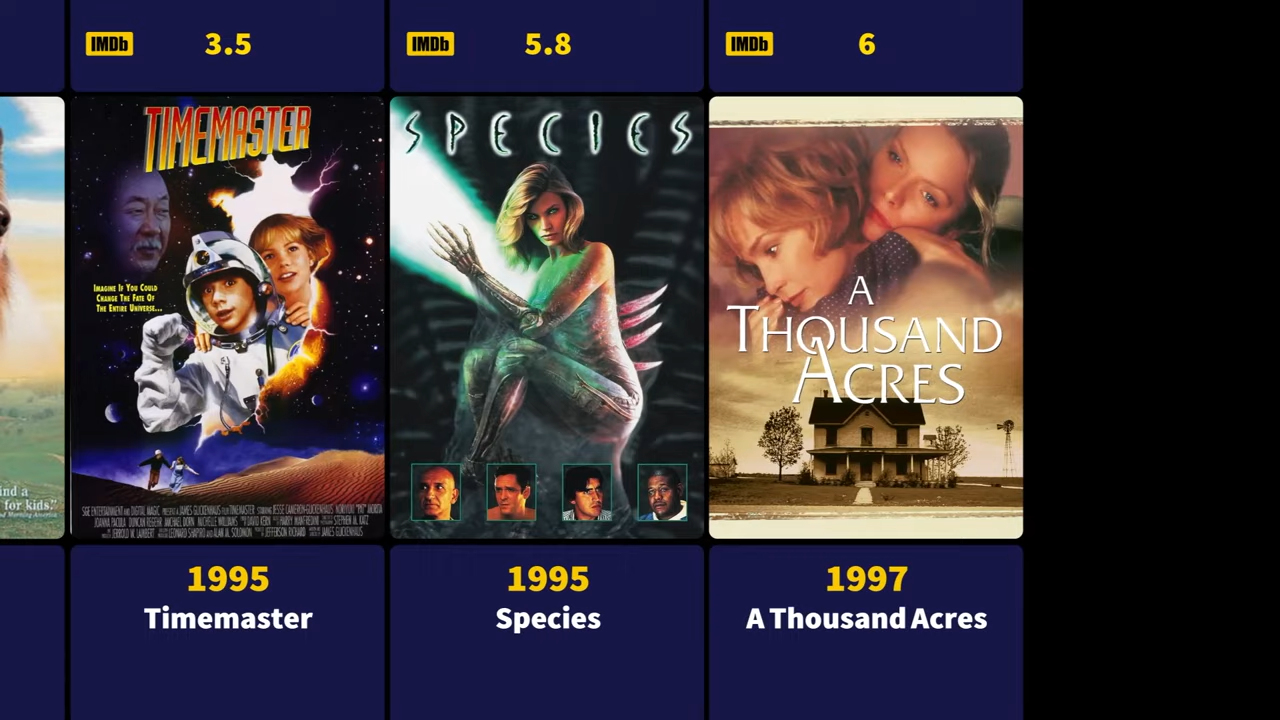 IMDb 3.5
IMDb 5.8
IMDb 6
TIMEMASTER
IMAGINE IF YOU COULD
CHANGE THE FATE OF
THE ENTIRE UNIVERSE...
SPECIES
A
THOUSAND
ACRES
for kids."
1995
Timemaster
1995
Species
1997
A Thousand Acres